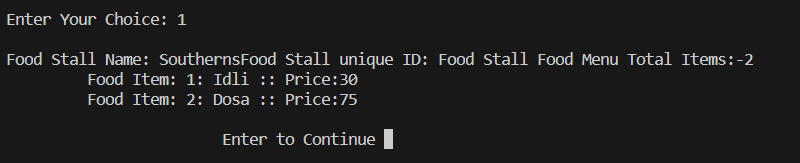 Enter Your Choice: 1
Food Stall Name: SouthernsFood Stall unique ID: Food Stall Food Menu Total Items:-2
Food Item: 1: Idli :: Price:30
Food Item: 2: Dosa :: Price:75
Enter to Continue